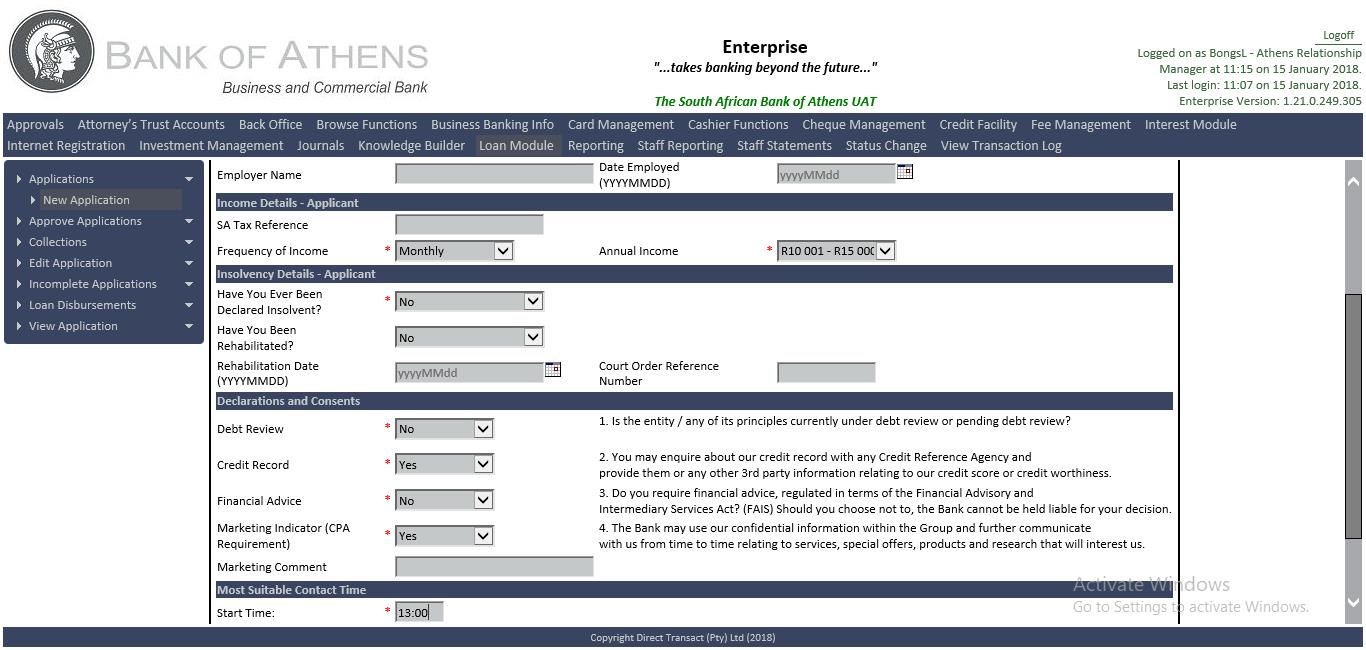 BANK OF ATHENS
Business and Commercial Bank
Enterprise
"...takes banking beyond the future..."
The South African Bank of Athens UAT
Logoff
Logged on as BongsL - Athens Relationship
Manager at 11:15 on 15 January 2018.
Last login: 11:07 on 15 January 2018.
Enterprise Version: 1.21.0.249.305
Approvals Attorney's Trust Accounts Back Office Browse Functions Business Banking Info Card Management Cashier Functions Cheque Management Credit Facility Fee Management Interest Module
Internet Registration Investment Management Journals Knowledge Builder Loan Module Reporting Staff Reporting Staff Statements Status Change View Transaction Log
Applications
New Application
Approve Applications
Collections
Edit Application
Incomplete Applications
Loan Disbursements
View Application
Employer Name Date Employed (YYYYMMDD) yyyyMMdd
Income Details - Applicant
SA Tax Reference
Frequency of Income * Monthly Annual Income * R10 001 - R15 000
Insolvency Details - Applicant
Have You Ever Been
Declared Insolvent? * No
Have You Been
Rehabilitated? No
Rehabilitation Date
(YYYYMMDD) yyyyMMdd
Court Order Reference
Number
Declarations and Consents
Debt Review * No 1. Is the entity / any of its principles currently under debt review or pending debt review?
Credit Record * Yes 2. You may enquire about our credit record with any Credit Reference Agency and
provide them or any other 3rd party information relating to our credit score or credit worthiness.
Financial Advice * No 3. Do you require financial advice, regulated in terms of the Financial Advisory and
Intermediary Services Act? (FAIS) Should you choose not to, the Bank cannot be held liable for your decision.
Marketing Indicator (CPA
Requirement) * Yes 4. The Bank may use our confidential information within the Group and further communicate
with us from time to time relating to services, special offers, products and research that will interest us.
Marketing Comment
Most Suitable Contact Time
Start Time: * 13:00
Activate Windows
Go to Settings to activate Windows.
Copyright Direct Transact (Pty) Ltd (2018)